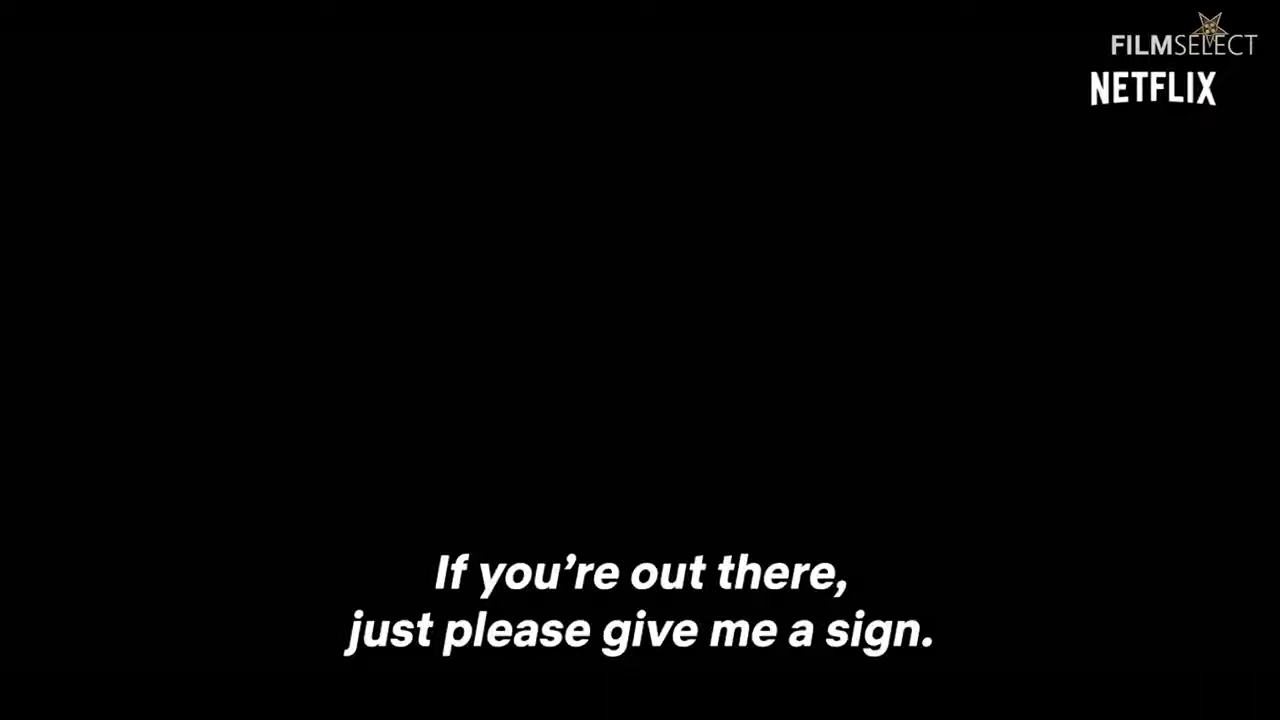 FILMSELECT
NETFLIX
If you’re out there,
just please give me a sign.